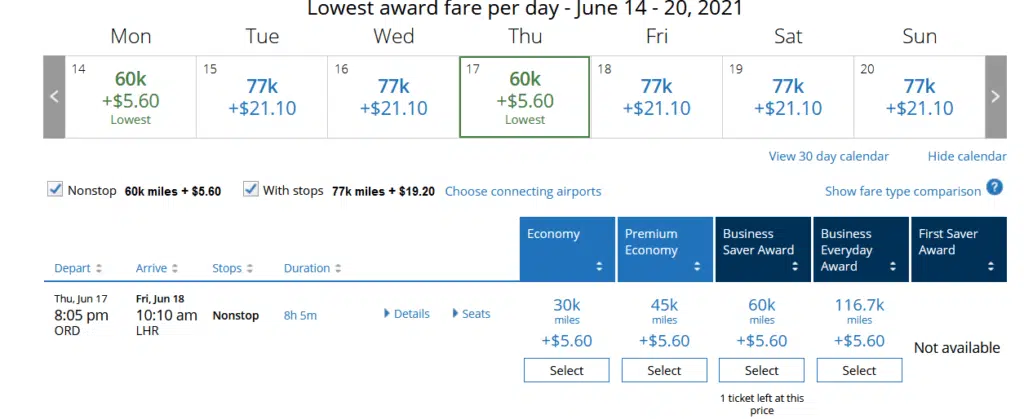 Lowest award fare per day - June 14 - 20, 2021
Mon Tue Wed Thu Fri Sat Sun
14 15 16 17 18 19 20
60k 77k 77k 60k 77k 77k 77k
+$5.60 +$21.10 +$21.10 +$5.60 +$21.10 +$21.10 +$21.10
Lowest Lowest
View 30 day calendar Hide calendar
Nonstop 60k miles + $5.60 With stops 77k miles + $19.20 Choose connecting airports Show fare type comparison ?
Economy Premium Economy Business Saver Award Business Everyday Award First Saver Award
Depart Arrive Stops Duration
Thu, Jun 17 Fri, Jun 18
8:05 pm 10:10 am Nonstop 8h 5m Details Seats
ORD LHR
30k 45k 60k 116.7k
miles miles miles miles
+$5.60 +$5.60 +$5.60 +$5.60 Not available
Select Select Select Select
1 ticket left at this
price